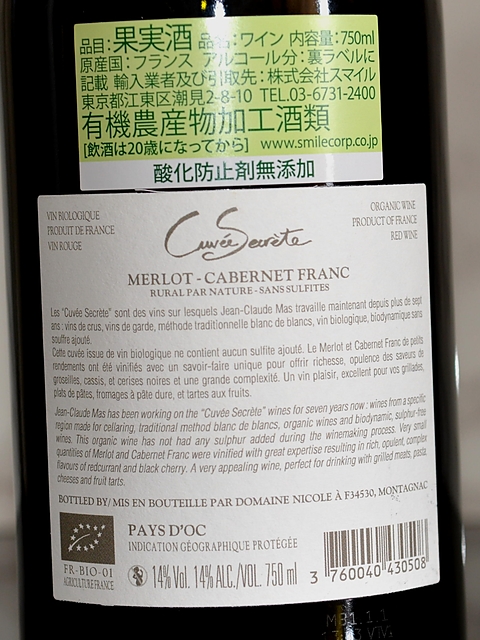 品目:果実酒 品名:ワイン 内容量:750ml
原産国:フランス アルコール分:裏ラベルに
記載 輸入業者及び引取先:株式会社スマイル
東京都江東区潮見2-8-10 TEL.03-6731-2400
有機農産物加工酒類
[飲酒は20歳になってから] www.smilecorp.co.jp
酸化防止剤無添加
VIN BIOLOGIQUE
PRODUIT DE FRANCE
VIN ROUGE
Cuvée Secrète
ORGANIC WINE
PRODUCT OF FRANCE
RED WINE
MERLOT - CABERNET FRANC
RURAL PAR NATURE - SANS SULFITES
Les "Cuvée Secrète" sont des vins sur lesquels Jean-Claude Mas travaille maintenant depuis plus de sept
ans : vins de crus, vins de garde, méthode traditionnelle blanc de blancs, vin biologique, biodynamique sans
souffre ajouté.
Cette cuvée issue de vin biologique ne contient aucun sulfite ajouté. Le Merlot et Cabernet Franc de petits
rendements ont été vinifiés avec un savoir-faire unique pour offrir richesse, opulence des saveurs de
groseilles, cassis, et cerises noires et une grande complexité. Un vin plaisir, excellent pour vos grillades,
plats de pâtes, fromages à pâte dure, et tartes aux fruits.
Jean-Claude Mas has been working on the "Cuvée Secrète" wines for seven years now : wines from a specific
region made for cellaring, traditional method blanc de blancs, organic wines and biodynamic, sulphur-free
wines. This organic wine has not had any sulphur added during the winemaking process. Very small
quantities of Merlot and Cabernet Franc were vinified with great expertise resulting in rich, opulent, complex
flavours of redcurrant and black cherry. A very appealing wine, perfect for drinking with grilled meats, pasta,
cheeses and fruit tarts.
BOTTLED BY/ MIS EN BOUTEILLE PAR DOMAINE NICOLE À F34530, MONTAGNAC
FR-BIO-01
AGRICULTURE FRANCE
PAYS D'OC
INDICATION GÉOGRAPHIQUE PROTÉGÉE
14% Vol. 14% ALC./VOL. 750 ml
3 760040 430508